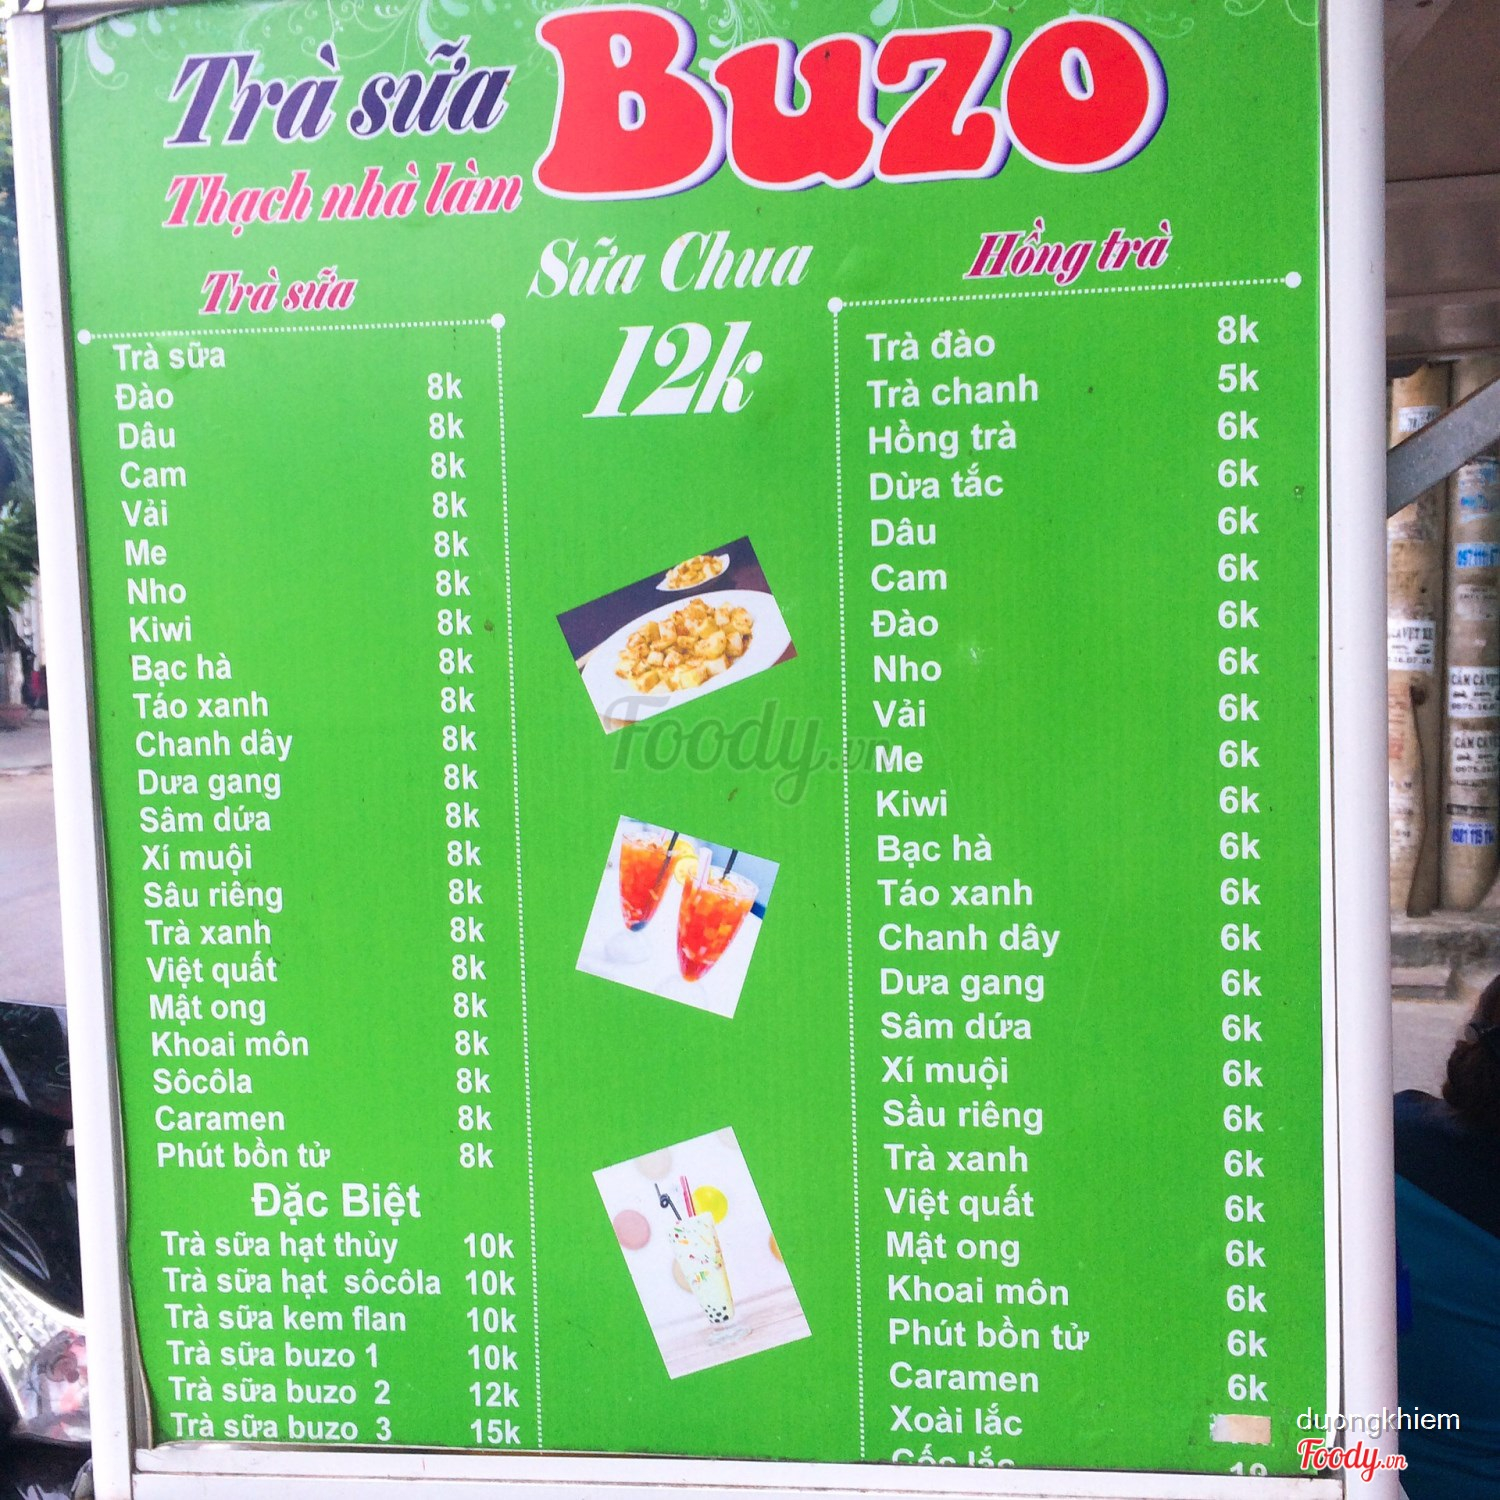 Trà sữa Buzo
Thạch nhà làm
Trà sữa
Trà sữa
Đào 8k
Dâu 8k
Cam 8k
Vải 8k
Me 8k
Nho 8k
Kiwi 8k
Bạc hà 8k
Táo xanh 8k
Chanh dây 8k
Dưa gang 8k
Sâm dứa 8k
Xí muội 8k
Sâu riêng 8k
Trà xanh 8k
Việt quất 8k
Mật ong 8k
Khoai môn 8k
Sôcôla 8k
Caramen 8k
Phút bồn tử 8k
Đặc Biệt
Trà sữa hạt thủy 10k
Trà sữa hạt sôcôla 10k
Trà sữa kem flan 10k
Trà sữa buzo 1 10k
Trà sữa buzo 2 12k
Trà sữa buzo 3 15k
Sữa Chua
12k
Foody.vn
Hồng trà
Trà đào 8k
Trà chanh 5k
Hồng trà 6k
Dừa tắc 6k
Dâu 6k
Cam 6k
Đào 6k
Nho 6k
Vải 6k
Me 6k
Kiwi 6k
Bạc hà 6k
Táo xanh 6k
Chanh dây 6k
Dưa gang 6k
Sâm dứa 6k
Xí muội 6k
Sầu riêng 6k
Trà xanh 6k
Việt quất 6k
Mật ong 6k
Khoai môn 6k
Phút bồn tử 6k
Caramen 6k
Xoài lắc
duongkhiem
Foody.vn